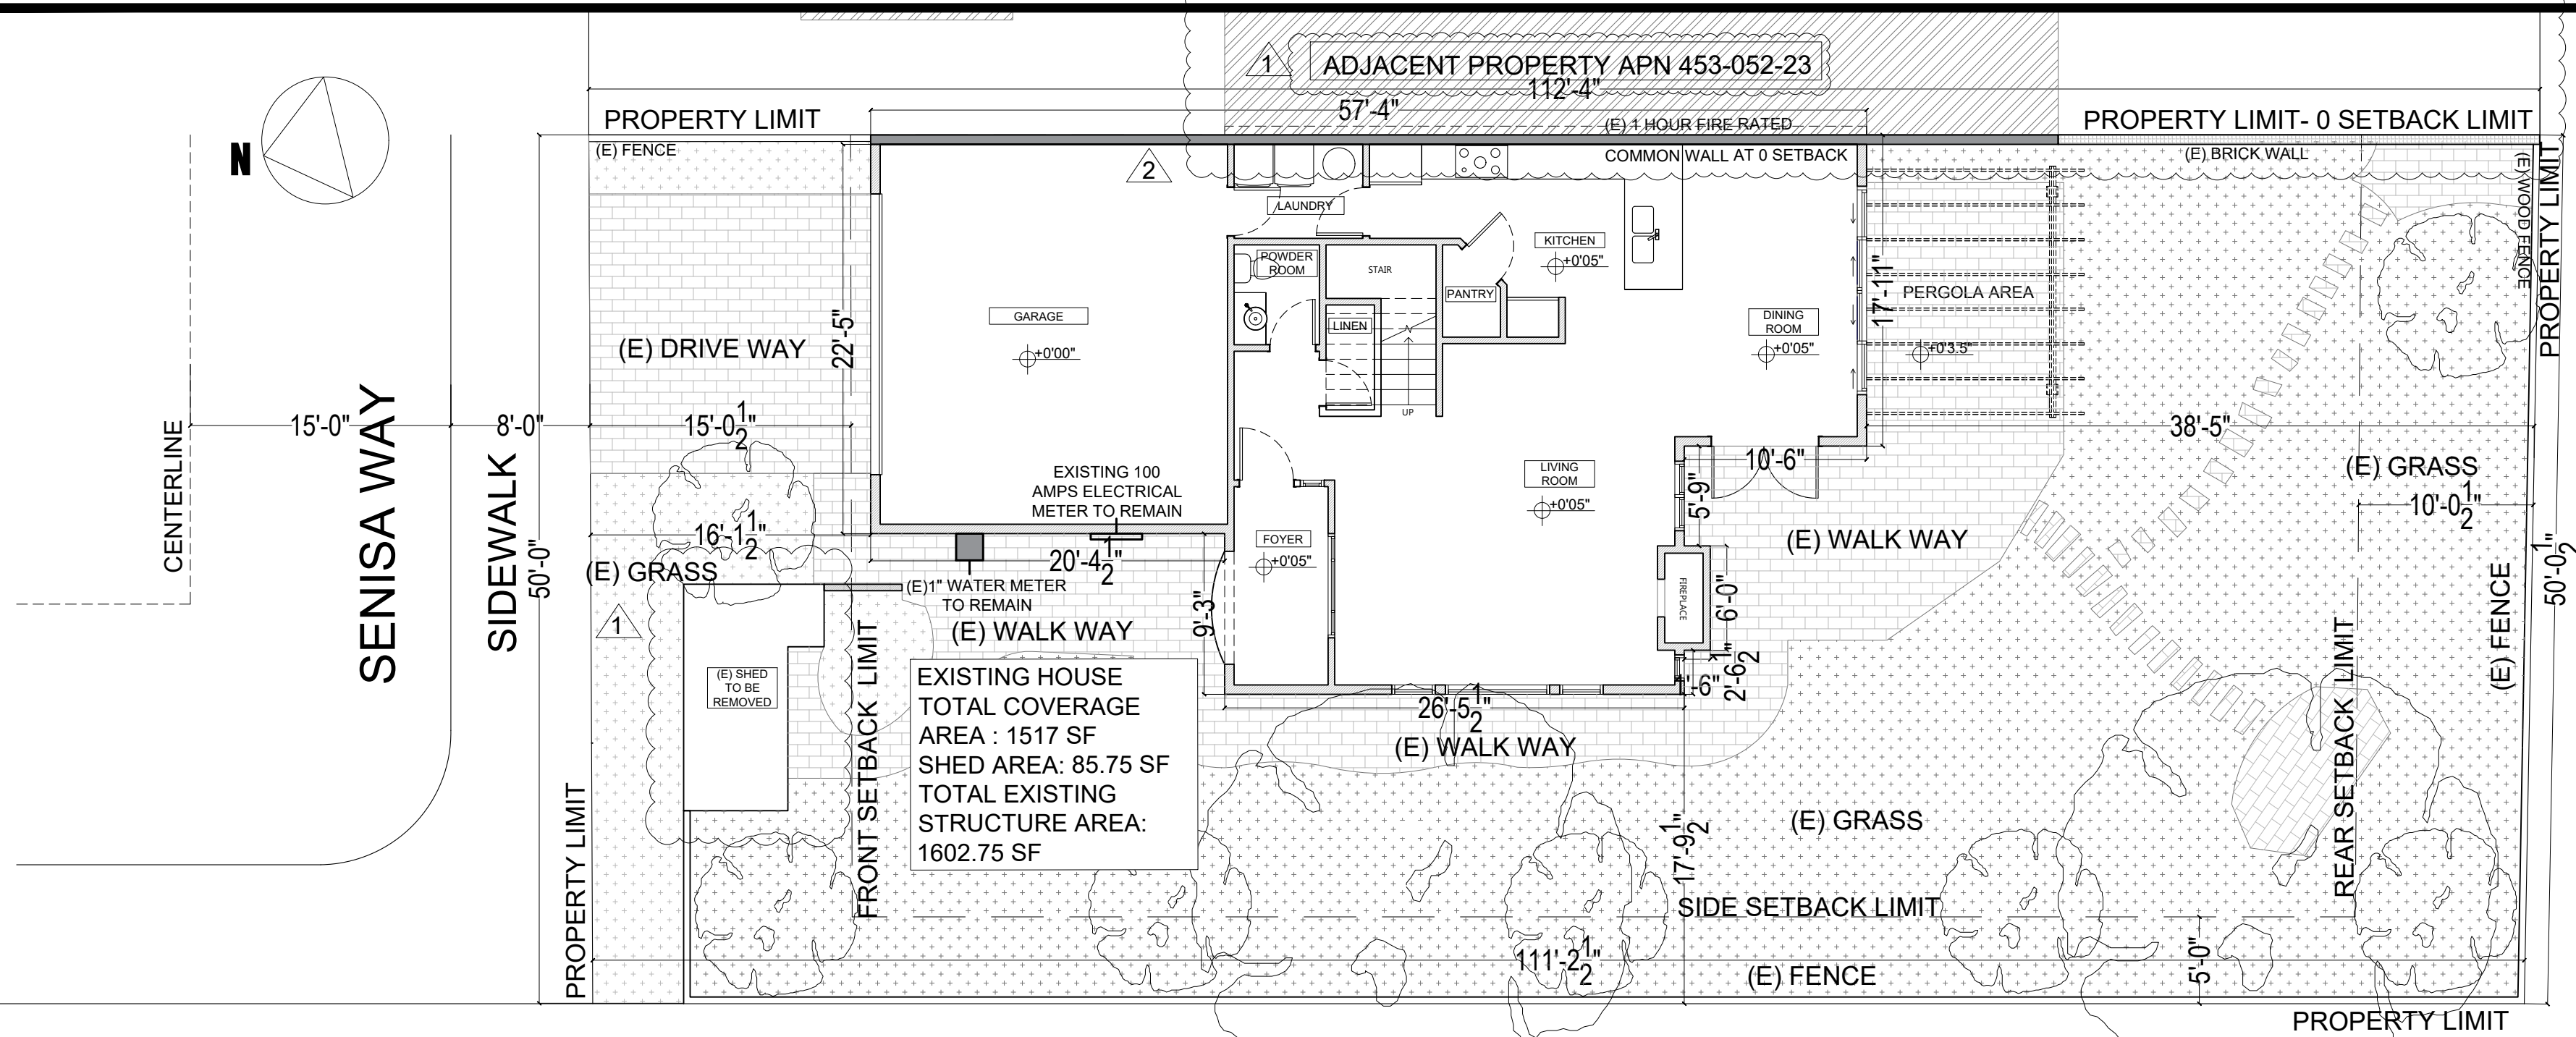 1
ADJACENT PROPERTY APN 453-052-23
112'-4"
57'-4"
PROPERTY LIMIT
(E) 1 HOUR FIRE RATED
PROPERTY LIMIT- 0 SETBACK LIMIT
N
(E) FENCE
2
COMMON WALL AT 0 SETBACK
(E) BRICK WALL
(E) WOOD FENCE
PROPERTY LIMIT
LAUNDRY
KITCHEN
+0'05"
POWDER
ROOM
STAIR
PANTRY
LINEN
UP
GARAGE
+0'00"
DINING
ROOM
+0'05"
17'-11"
PERGOLA AREA
+0'3.5"
(E) DRIVE WAY
22'-5"
CENTERLINE
15'-0"
SENISA WAY
8'-0"
SIDEWALK
50'-0"
15'-0 1/2"
38'-5"
(E) GRASS
10'-0 1/2"
EXISTING 100
AMPS ELECTRICAL
METER TO REMAIN
LIVING
ROOM
+0'05"
10'-6"
5'-9"
(E) WALK WAY
16'-1 1/2"
20'-4 1/2"
FOYER
+0'05"
FIREPLACE
6'-0"
(E) GRASS
(E)1" WATER METER
TO REMAIN
(E) WALK WAY
9'-3"
1
(E) SHED
TO BE
REMOVED
FRONT SETBACK LIMIT
EXISTING HOUSE
TOTAL COVERAGE
AREA : 1517 SF
SHED AREA: 85.75 SF
TOTAL EXISTING
STRUCTURE AREA:
1602.75 SF
2'-6 1/2"
26'-5 1/2"
(E) WALK WAY
(E) FENCE
50'-0 1/2"
REAR SETBACK LIMIT
PROPERTY LIMIT
17'-9 1/2"
(E) GRASS
SIDE SETBACK LIMIT
111'-2 1/2"
(E) FENCE
5'-0"
PROPERTY LIMIT